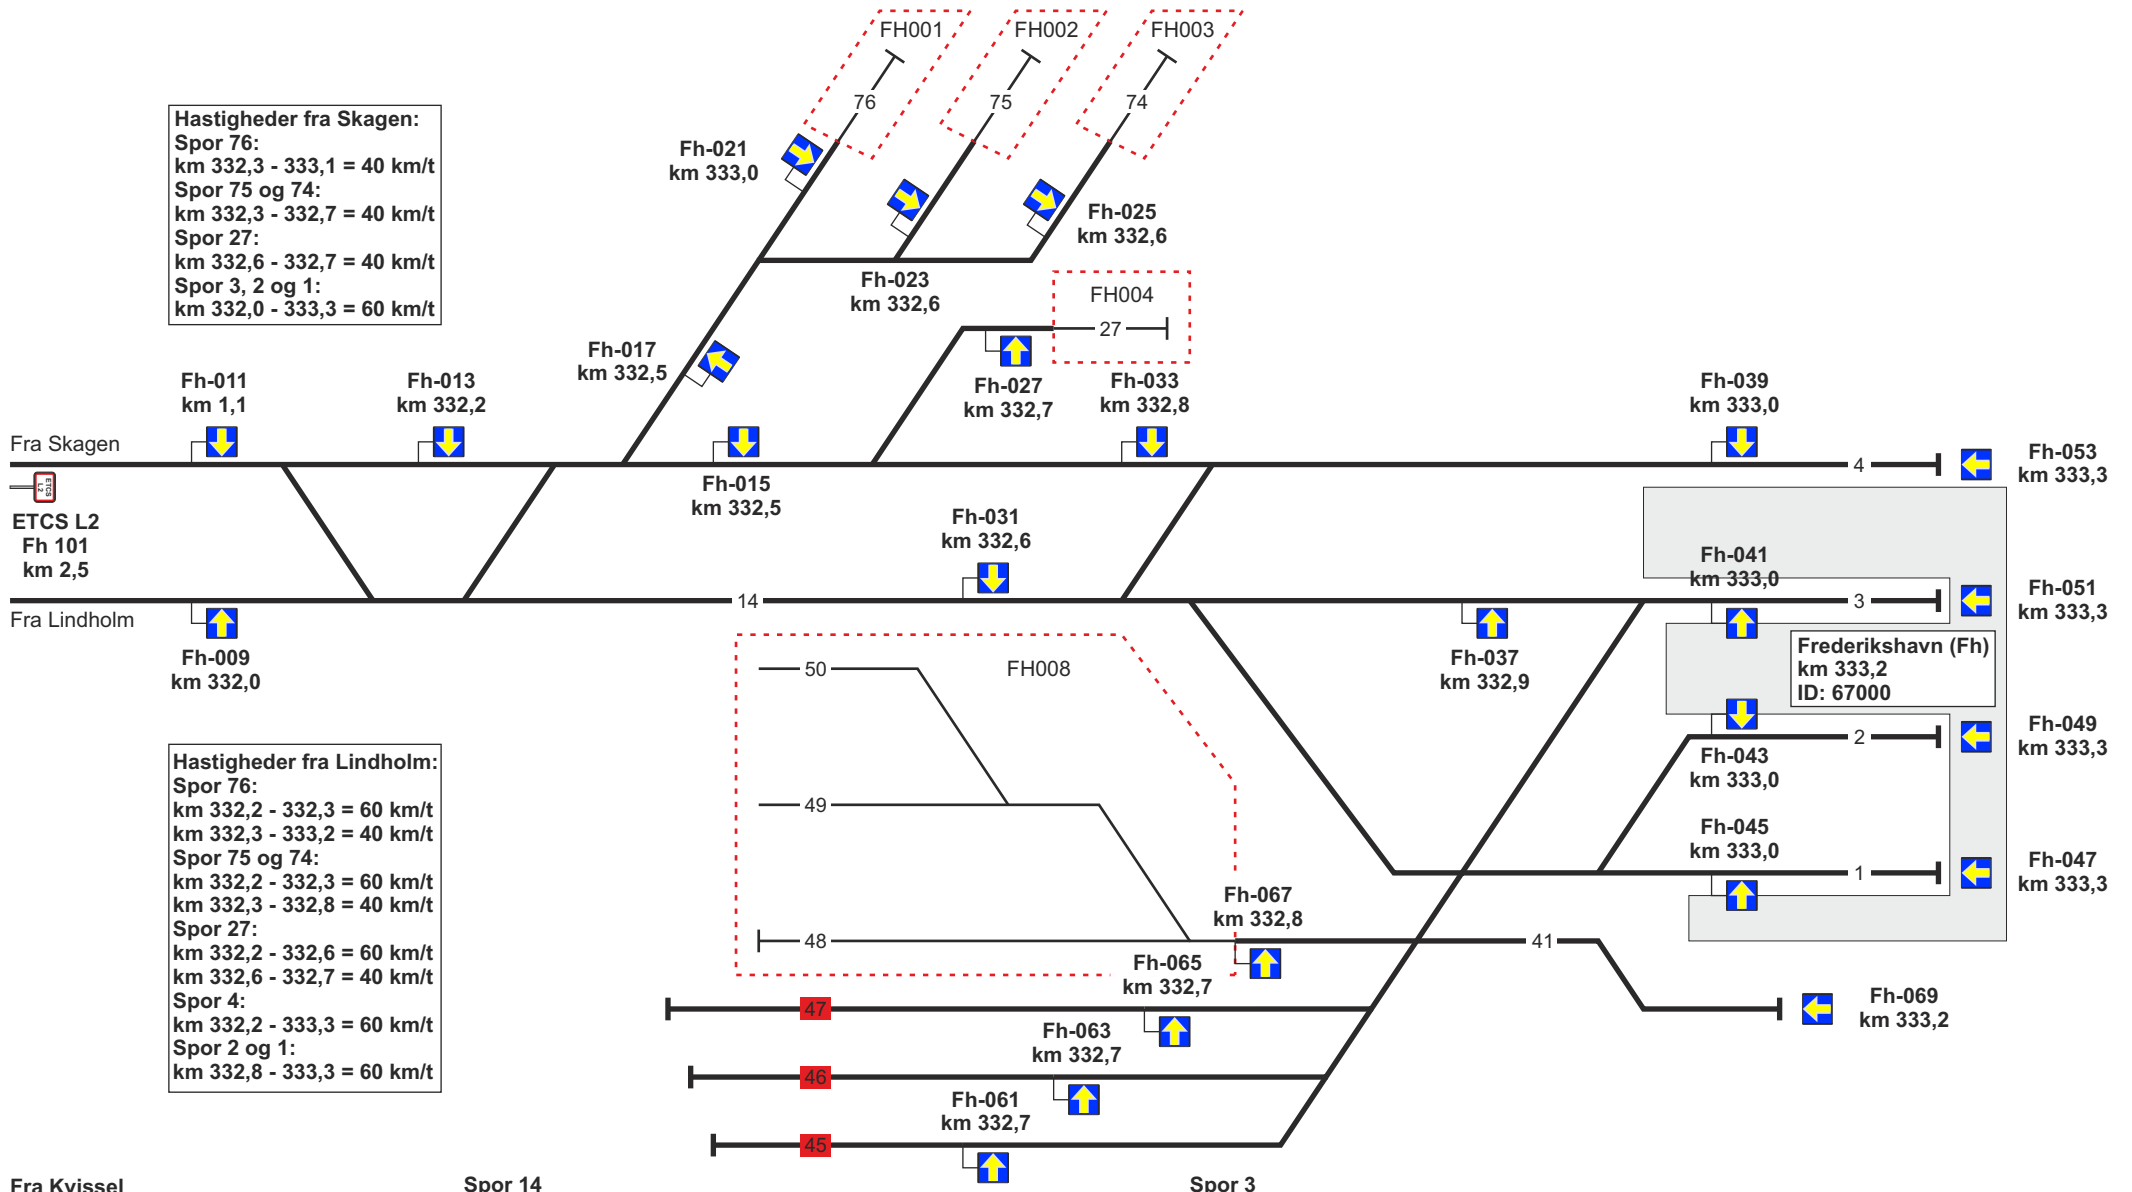 FH001
FH002
FH003
76
75
74
Hastigheder fra Skagen:
Spor 76:
km 332,3 - 333,1 = 40 km/t
Spor 75 og 74:
km 332,3 - 332,7 = 40 km/t
Spor 27:
km 332,6 - 332,7 = 40 km/t
Spor 3, 2 og 1:
km 332,0 - 333,3 = 60 km/t
Fh-021
km 333,0
Fh-025
km 332,6
Fh-023
km 332,6
FH004
27
Fh-017
km 332,5
Fh-027
km 332,7
Fh-011
km 1,1
Fh-013
km 332,2
Fh-033
km 332,8
Fh-039
km 333,0
Fra Skagen
4
Fh-053
km 333,3
Fh-015
km 332,5
ETCS
L2
ETCS L2
Fh 101
km 2,5
Fh-031
km 332,6
Fh-041
km 333,0
Fra Lindholm
14
3
Fh-051
km 333,3
Fh-009
km 332,0
Fh-037
km 332,9
Frederikshavn (Fh)
km 333,2
ID: 67000
50
FH008
2
Fh-049
km 333,3
Fh-043
km 333,0
Hastigheder fra Lindholm:
Spor 76:
km 332,2 - 332,3 = 60 km/t
km 332,3 - 333,2 = 40 km/t
Spor 75 og 74:
km 332,2 - 332,3 = 60 km/t
km 332,3 - 332,8 = 40 km/t
Spor 27:
km 332,2 - 332,6 = 60 km/t
km 332,6 - 332,7 = 40 km/t
Spor 4:
km 332,2 - 333,3 = 60 km/t
Spor 2 og 1:
km 332,8 - 333,3 = 60 km/t
49
Fh-045
km 333,0
1
Fh-047
km 333,3
Fh-067
km 332,8
48
41
Fh-065
km 332,7
47
Fh-069
km 333,2
Fh-063
km 332,7
46
Fh-061
km 332,7
45
Fra Kvissel
Spor 14
Spor 3